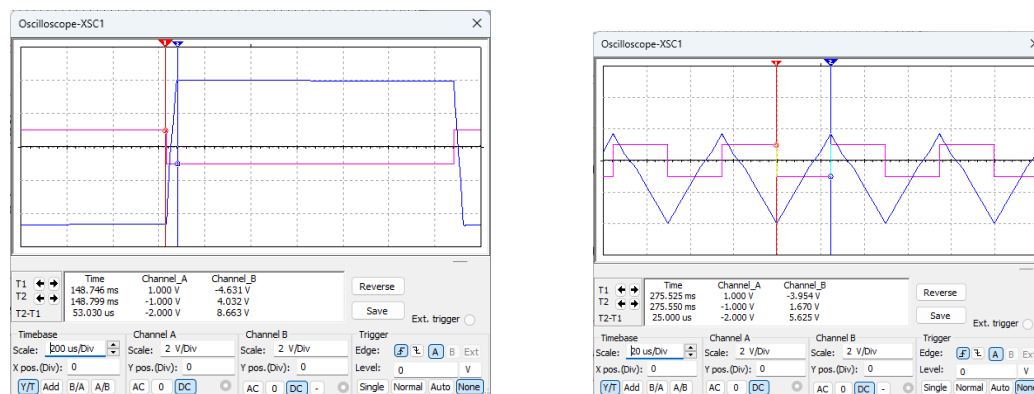 Oscilloscope-XSC1
1 2
Time Channel_A Channel_B
T1 148.746 ms 1.000 V -4.631 V
T2 148.799 ms -1.000 V 4.032 V
T2-T1 53.030 us -2.000 V 8.663 V
Reverse
Save
Ext. trigger
Timebase Channel A Channel B Trigger
Scale: 200 us/Div Scale: 2 V/Div Scale: 2 V/Div Edge: A B Ext
X pos.(Div): 0 Y pos.(Div): 0 Y pos.(Div): 0 Level: 0 V
Y/T Add B/A A/B AC 0 DC AC 0 DC - Single Normal Auto None
Oscilloscope-XSC1
Time Channel_A Channel_B
T1 275.525 ms 1.000 V -3.954 V
T2 275.550 ms -1.000 V 1.670 V
T2-T1 25.000 us -2.000 V 5.625 V
Reverse
Save
Ext. trigger
Timebase Channel A Channel B Trigger
Scale: 20 us/Div Scale: 2 V/Div Scale: 2 V/Div Edge: A B Ext
X pos.(Div): 0 Y pos.(Div): 0 Y pos.(Div): 0 Level: 0 V
Y/T Add B/A A/B AC 0 DC AC 0 DC - Single Normal Auto None